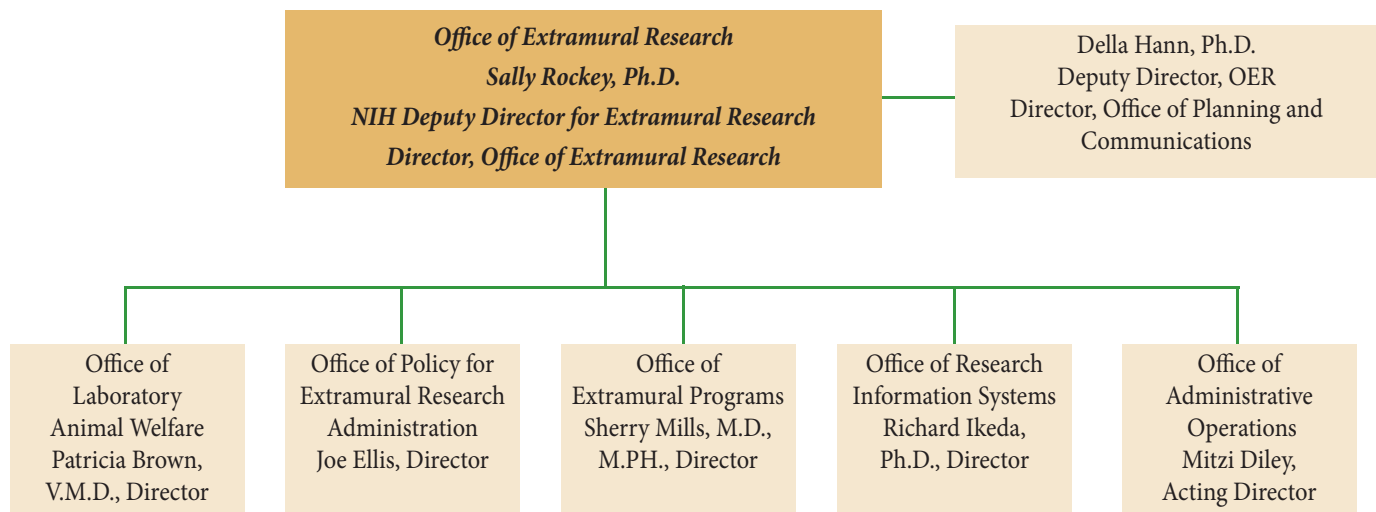 Office of Extramural Research
Sally Rockey, Ph.D.
NIH Deputy Director for Extramural Research
Director, Office of Extramural Research
Della Hann, Ph.D.
Deputy Director, OER
Director, Office of Planning and
Communications
Office of
Laboratory
Animal Welfare
Patricia Brown,
V.M.D., Director
Office of Policy for
Extramural Research
Administration
Joe Ellis, Director
Office of
Extramural Programs
Sherry Mills, M.D.,
M.PH., Director
Office of Research
Information Systems
Richard Ikeda,
Ph.D., Director
Office of
Administrative
Operations
Mitzi Diley,
Acting Director